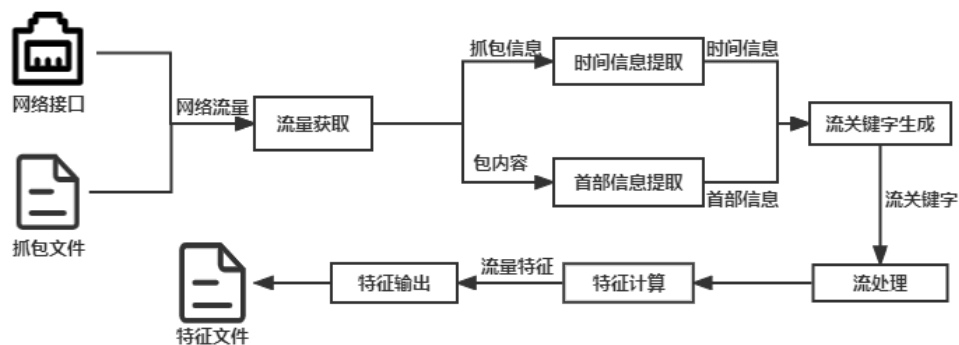 网络接口
抓包文件
网络流量
流量获取
抓包信息
时间信息提取
时间信息
包内容
首部信息提取
首部信息
流关键字生成
流关键字
流处理
特征计算
流量特征
特征输出
特征文件